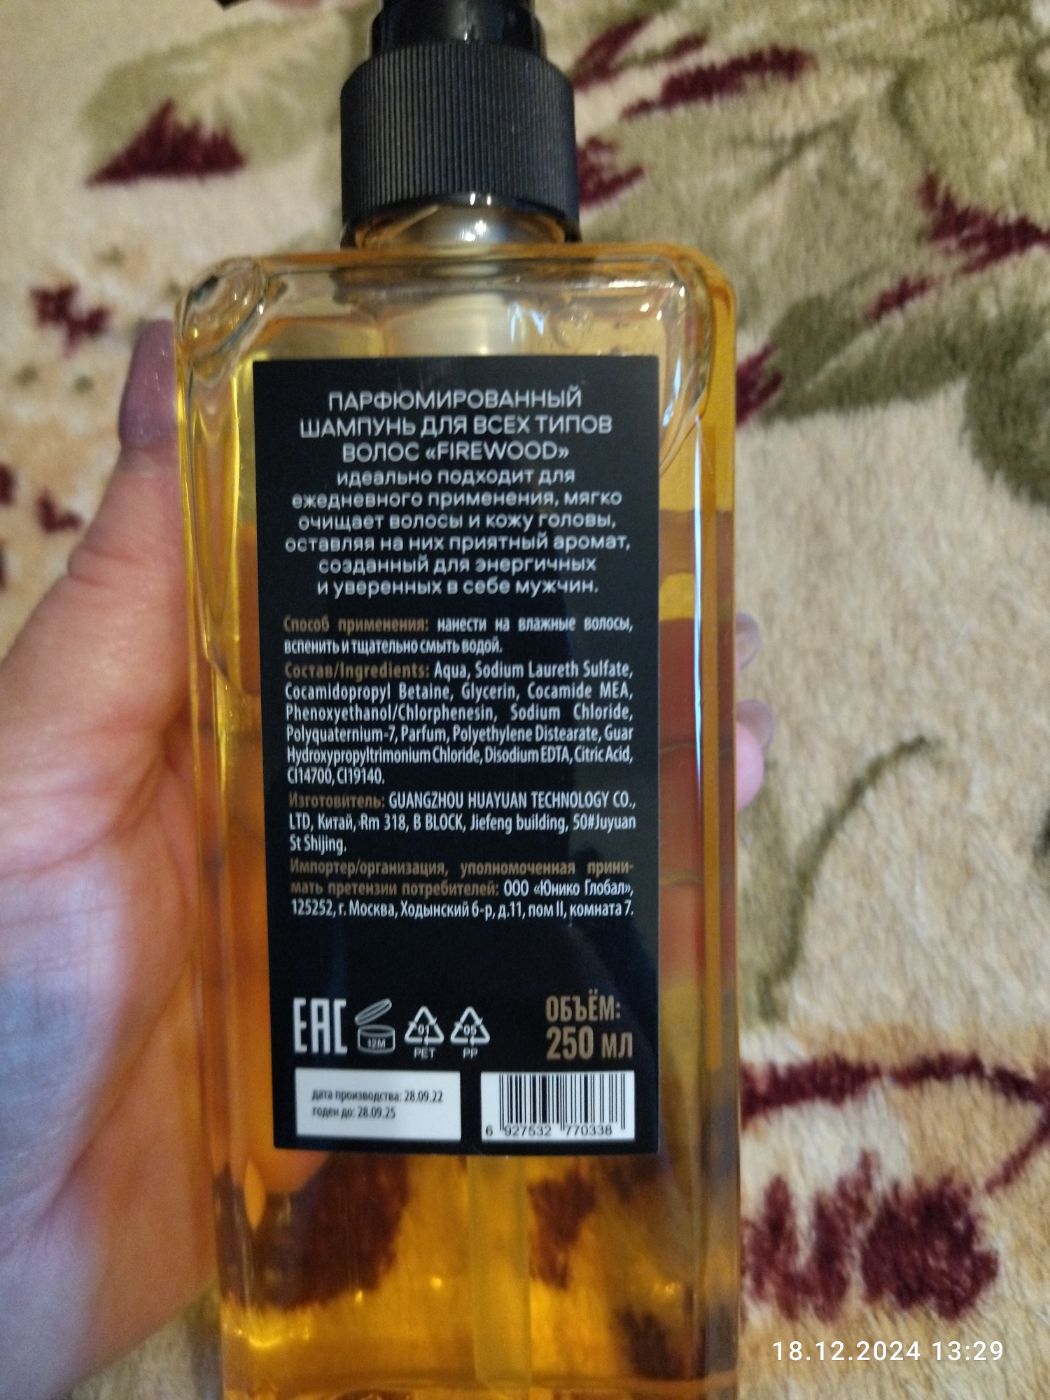 ПАРФЮМИРОВАННЫЙ
ШАМПУНЬ ДЛЯ ВСЕХ ТИПОВ
ВОЛОС «FIREWOOD»
идеально подходит для
ежедневного применения, мягко
очищает волосы и кожу головы,
оставляя на них приятный аромат,
созданный для энергичных
и уверенных в себе мужчин.
Способ применения: нанести на влажные волосы,
вспенить и тщательно смыть водой.
Состав/Ingredients: Aqua, Sodium Laureth Sulfate,
Cocamidopropyl Betaine, Glycerin, Cocamide MEA,
Phenoxyethanol/Chlorphenesin, Sodium Chloride,
Polyquaternium-7, Parfum, Polyethylene Distearate, Guar
Hydroxypropyltrimonium Chloride, Disodium EDTA, Citric Acid,
CI14700, CI19140.
Изготовитель: GUANGZHOU HUAYUAN TECHNOLOGY CO.,
LTD, Китай, Rm 318, B BLOCK, Jiefeng building, 50#Juyuan
St Shijing.
Импортер/организация, уполномоченная прини-
мать претензии потребителей: ООО «Юнико Глобал»,
125252, г. Москва, Ходынский б-р, д.11, пом II, комната 7.
EAC 12M 01 PET 05 PP
ОБЪЁМ:
250 МЛ
дата производства: 28.09.22
годен до: 28.09.25
6 927532 770338
18.12.2024 13:29